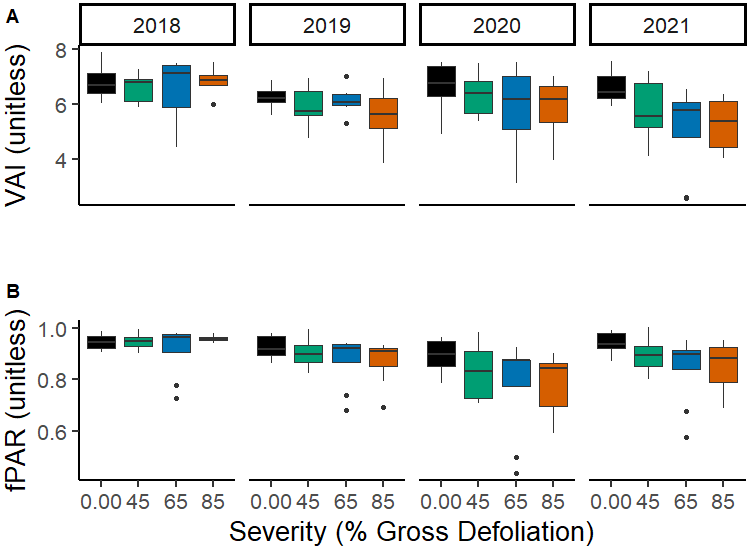 A
2018 2019 2020 2021
VAI (unitless)
8
6
4
B
fPAR (unitless)
1.0
0.8
0.6
0.00 45 65 85 0.00 45 65 85 0.00 45 65 85 0.00 45 65 85
Severity (% Gross Defoliation)